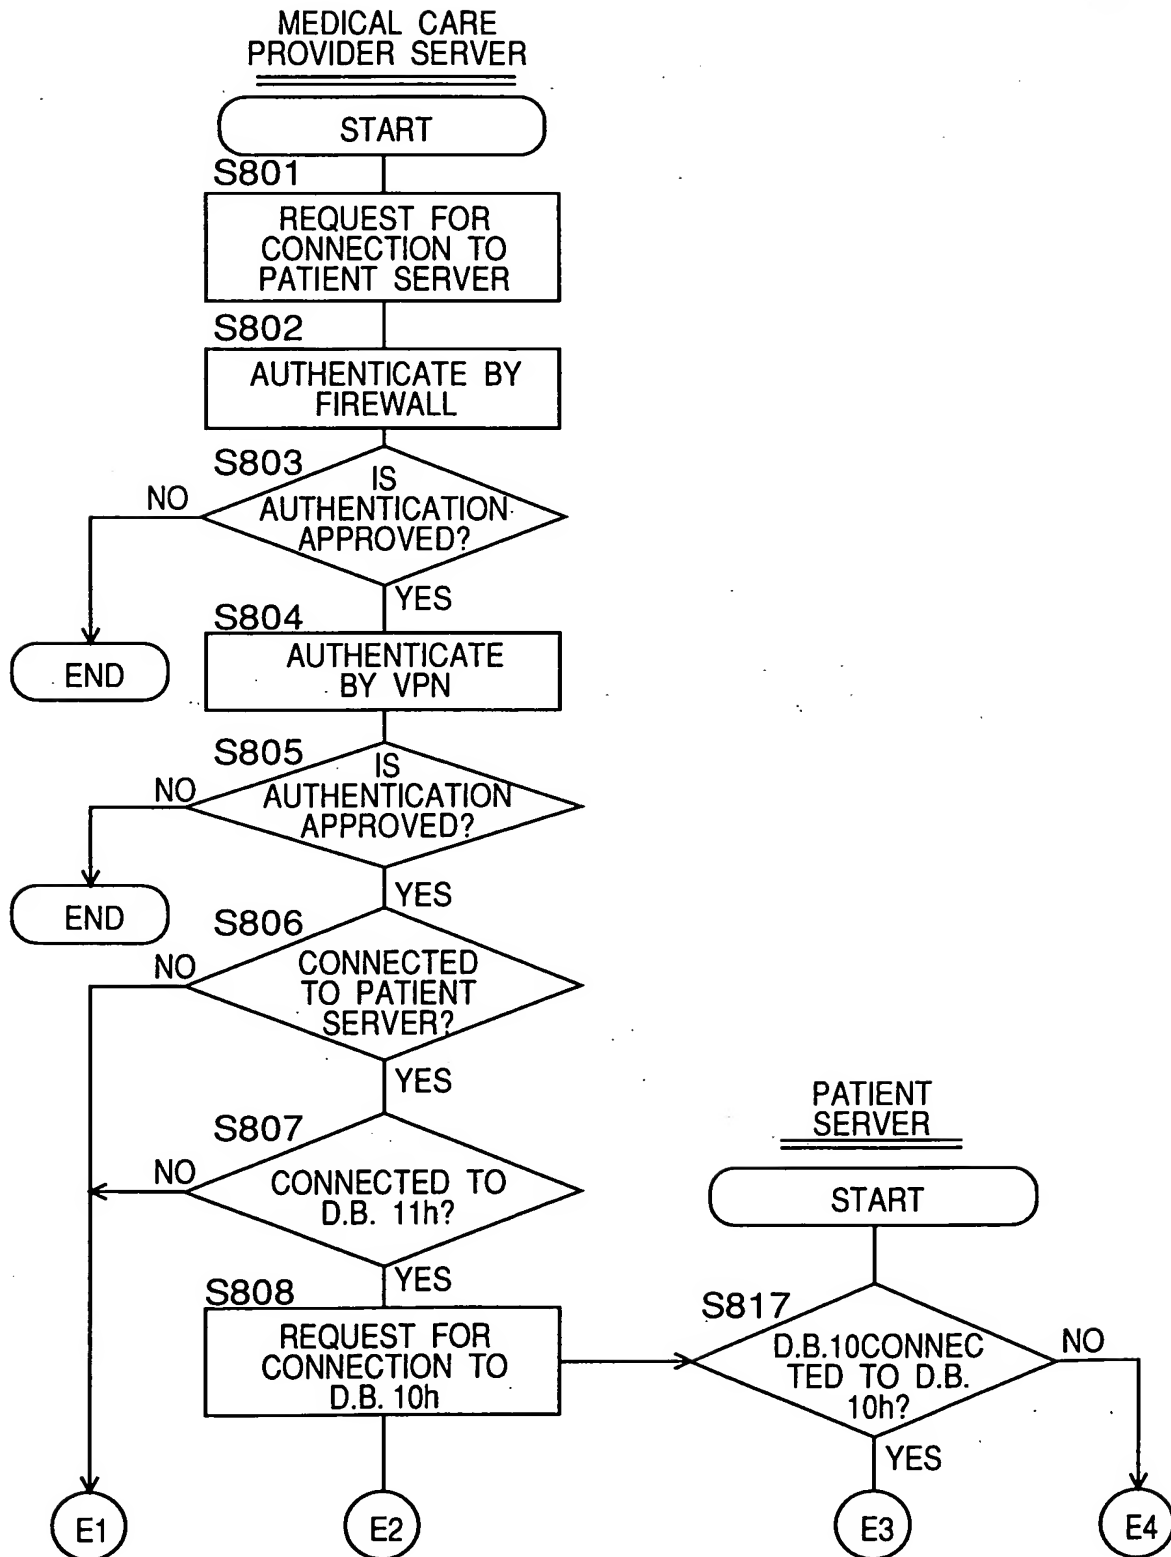 MEDICAL CARE
PROVIDER SERVER
START
S801
REQUEST FOR
CONNECTION TO
PATIENT SERVER
S802
AUTHENTICATE BY
FIREWALL
S803
IS
AUTHENTICATION
APPROVED?
NO
YES
END
S804
AUTHENTICATE
BY VPN
S805
IS
AUTHENTICATION
APPROVED?
NO
YES
END
S806
CONNECTED
TO PATIENT
SERVER?
NO
YES
S807
CONNECTED TO
D.B. 11h?
NO
YES
S808
REQUEST FOR
CONNECTION TO
D.B. 10h
PATIENT
SERVER
START
S817
D.B.10CONNEC
TED TO D.B.
10h?
NO
YES
E1
E2
E3
E4